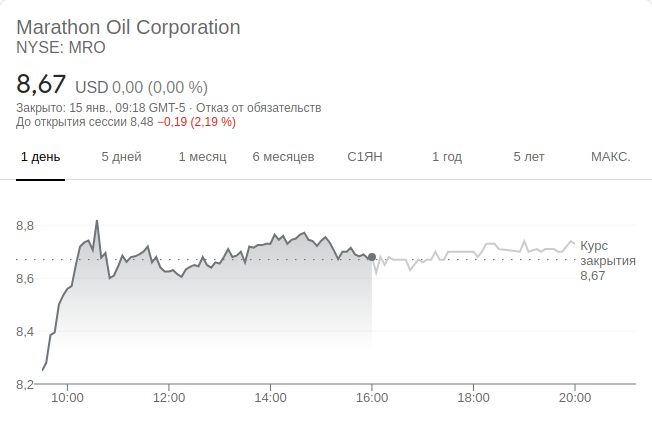 Marathon Oil Corporation
NYSE: MRO
8,67 USD 0,00 (0,00 %)
Закрыто: 15 янв., 09:18 GMT-5 · Отказ от обязательств
До открытия сессии 8,48 −0,19 (2,19 %)
1 день 5 дней 1 месяц 6 месяцев С1ЯН 1 год 5 лет МАКС.
8,8
Курс
закрытия
8,67
8,6
8,4
8,2
10:00 12:00 14:00 16:00 18:00 20:00